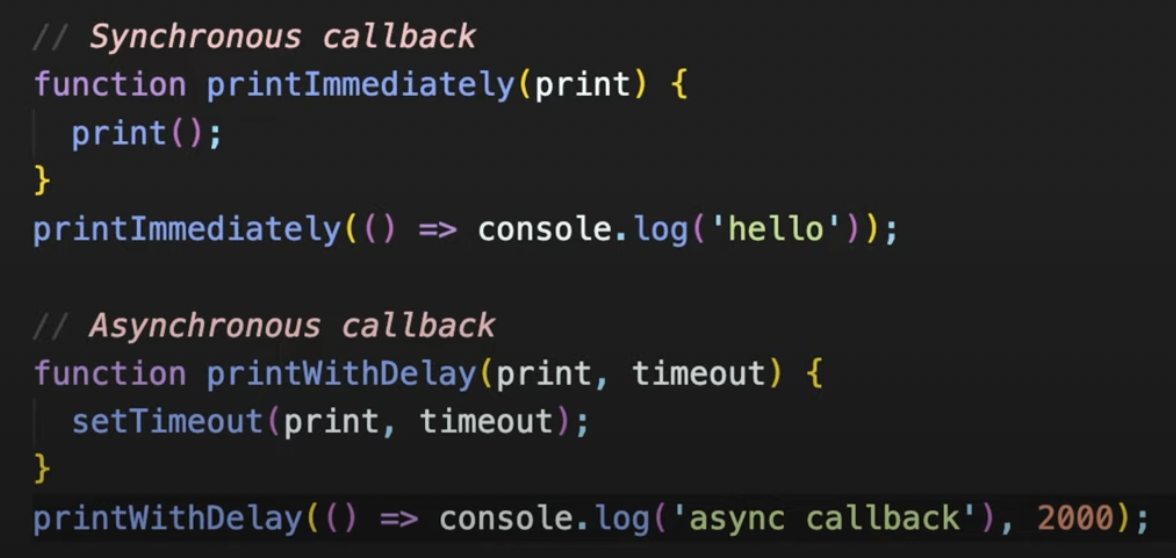 // Synchronous callback
function printImmediately(print) {
  print();
}
printImmediately(() => console.log('hello'));

// Asynchronous callback
function printWithDelay(print, timeout) {
  setTimeout(print, timeout);
}
printWithDelay(() => console.log('async callback'), 2000);